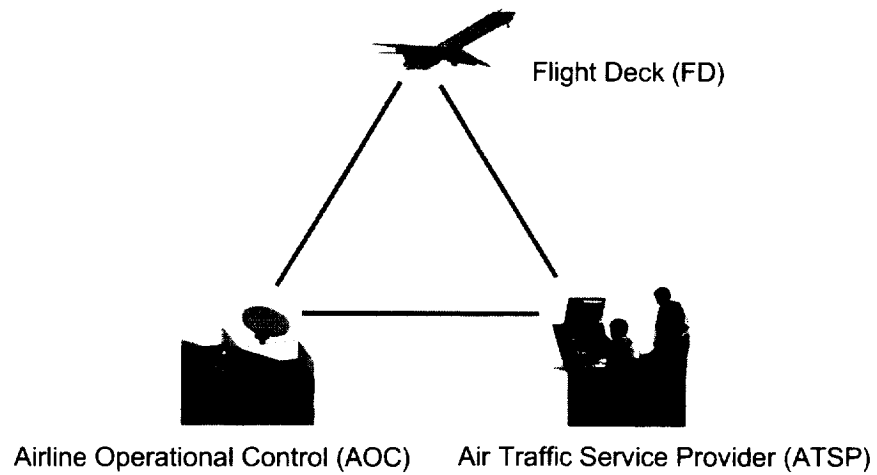 Flight Deck (FD)
Airline Operational Control (AOC)
Air Traffic Service Provider (ATSP)